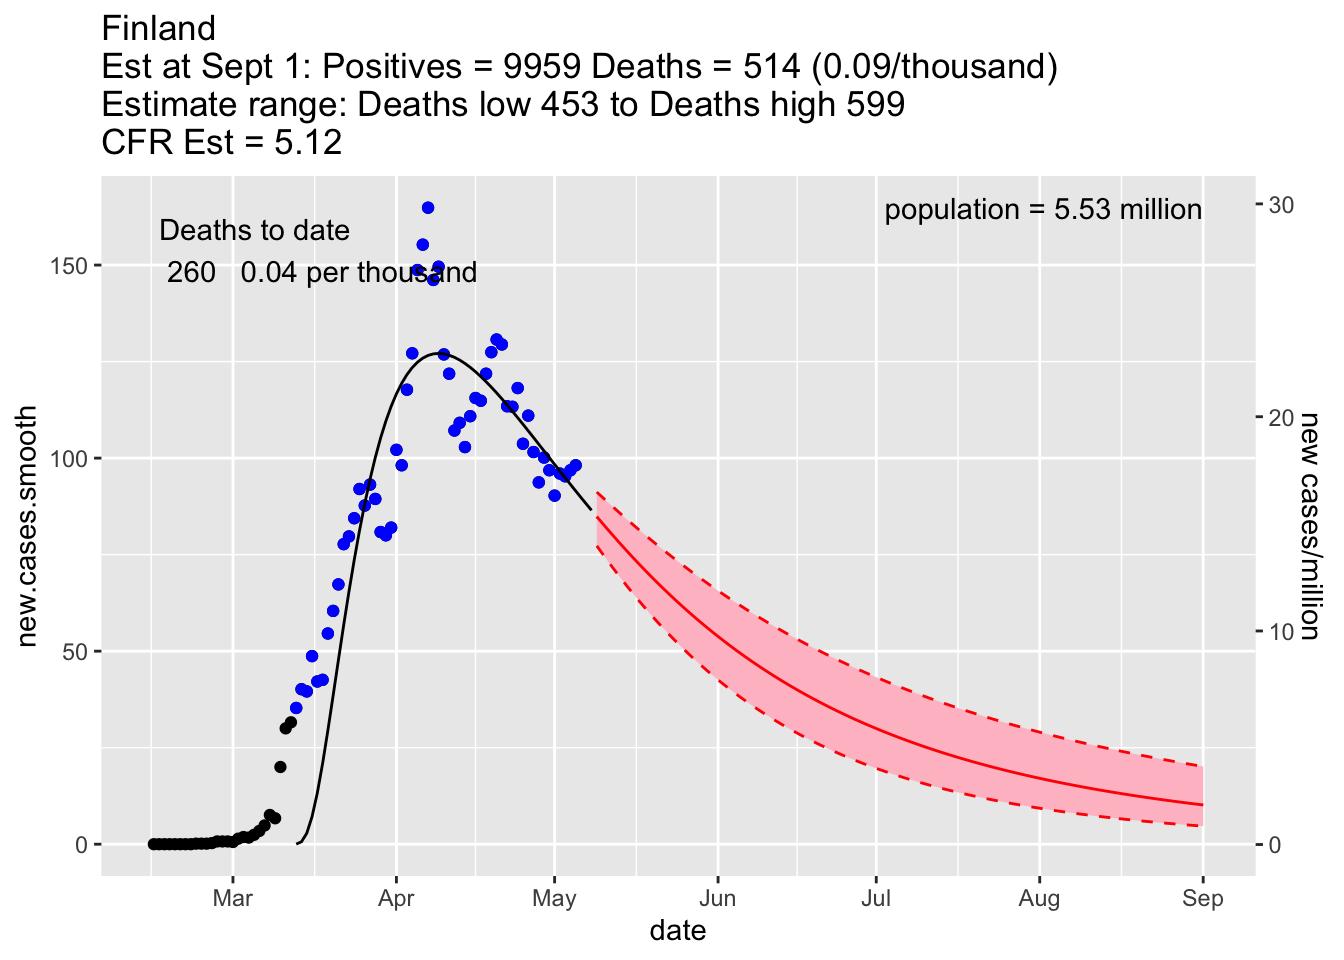 Finland
Est at Sept 1: Positives = 9959 Deaths = 514 (0.09/thousand)
Estimate range: Deaths low 453 to Deaths high 599
CFR Est = 5.12
Deaths to date
260 0.04 per thousand
population = 5.53 million
150
100
50
0
new.cases.smooth
30
20
10
0
new cases/million
Mar Apr May Jun Jul Aug Sep
date